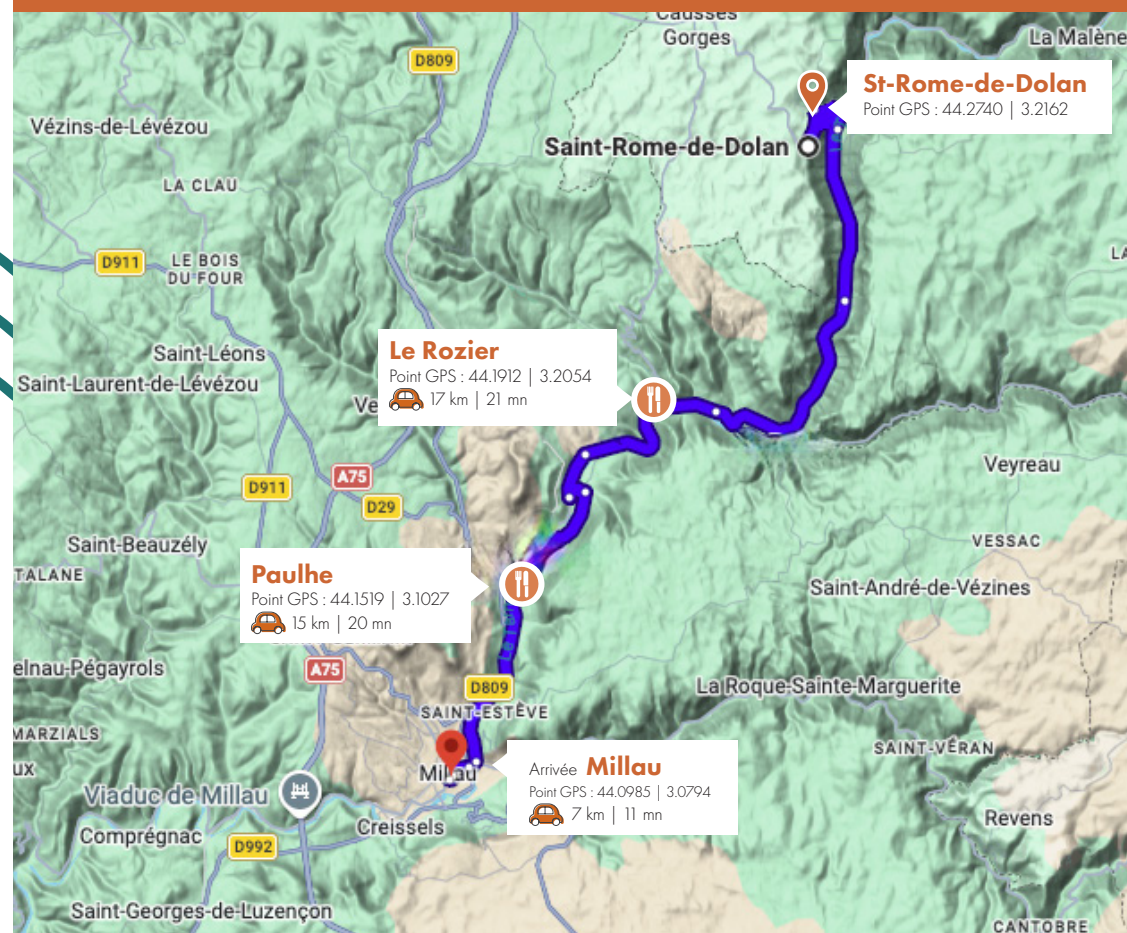 Causses
Gorges
La Malène
D809
St-Rome-de-Dolan
Point GPS : 44.2740 | 3.2162
Vézins-de-Lévézou
Saint-Rome-de-Dolan
LA CLAU
D911
LE BOIS
DU FOUR
LA
Le Rozier
Point GPS : 44.1912 | 3.2054
17 km | 21 mn
Saint-Léons
Saint-Laurent-de-Lévézou
Ve
Veyreau
A75
D911
D29
VESSAC
Saint-Beauzély
TALANE
Paulhe
Point GPS : 44.1519 | 3.1027
15 km | 20 mn
Saint-André-de-Vézines
elnau-Pégayrols
A75
D809
La Roque-Sainte-Marguerite
SAINT-ESTÈVE
MARZIALS
UX
SAINT-VÉRAN
Millau
Arrivée Millau
Point GPS : 44.0985 | 3.0794
7 km | 11 mn
Viaduc de Millau
Creissels
Comprégnac
D992
Revens
Saint-Georges-de-Luzençon
CANTOBRE